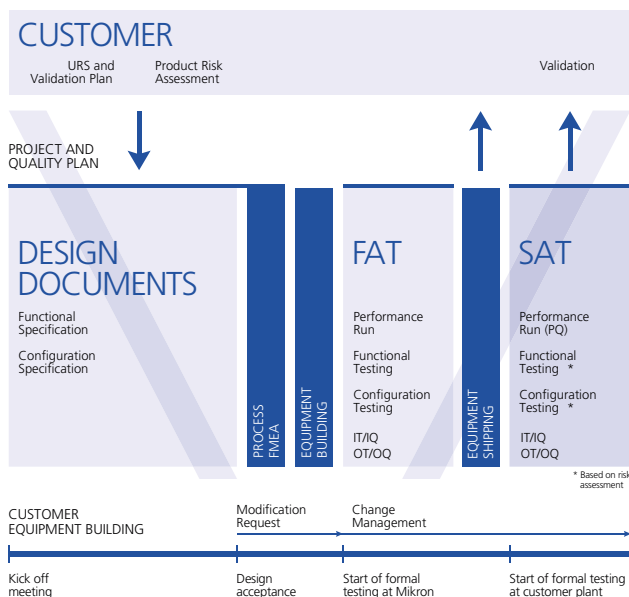 CUSTOMER
URS and
Validation Plan
Product Risk
Assessment
Validation
PROJECT AND
QUALITY PLAN
DESIGN
DOCUMENTS
Functional
Specification
Configuration
Specification
PROCESS
FMEA
EQUIPMENT
BUILDING
FAT
Performance
Run
Functional
Testing
Configuration
Testing
IT/IQ
OT/OQ
EQUIPMENT
SHIPPING
SAT
Performance
Run (PQ)
Functional
Testing *
Configuration
Testing *
IT/IQ
OT/OQ
* Based on risk
assessment
CUSTOMER
EQUIPMENT BUILDING
Modification
Request
Change
Management
Kick off
meeting
Design
acceptance
Start of formal
testing at Mikron
Start of formal testing
at customer plant